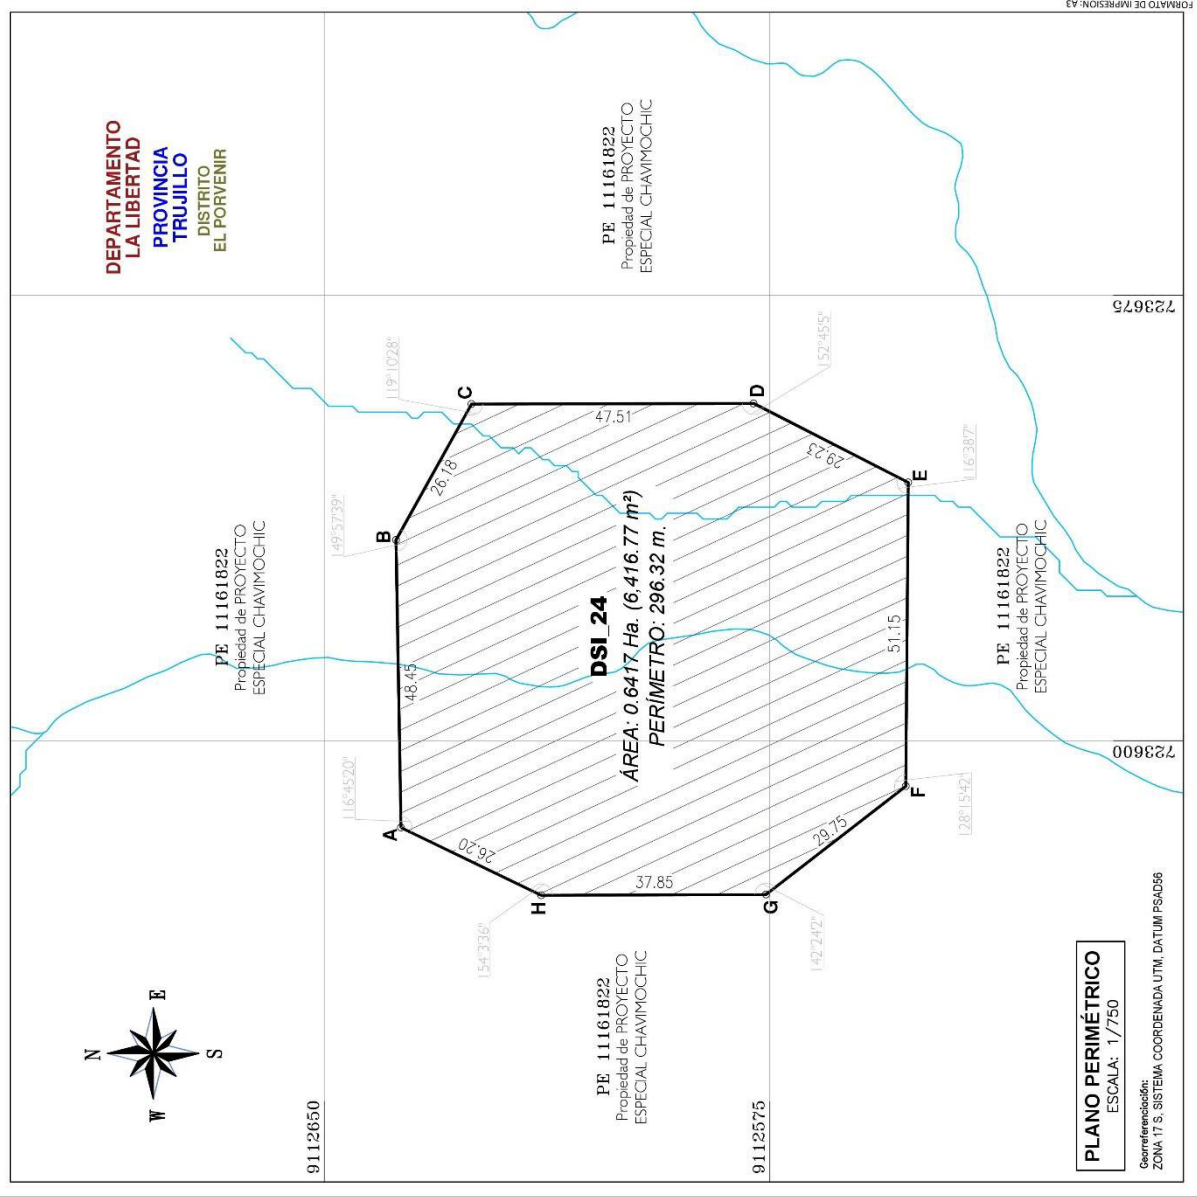 FORMATO DE IMPRESION: A3
DEPARTAMENTO
LA LIBERTAD
PROVINCIA
TRUJILLO
DISTRITO
EL PORVENIR
N
W
E
S
PE 11161822
Propiedad de PROYECTO
ESPECIAL CHAVIMOCHIC
PE 11161822
Propiedad de PROYECTO
ESPECIAL CHAVIMOCHIC
PE 11161822
Propiedad de PROYECTO
ESPECIAL CHAVIMOCHIC
PE 11161822
Propiedad de PROYECTO
ESPECIAL CHAVIMOCHIC
9112650
9112575
723600
723675
A
B
C
D
E
F
G
H
48.45
26.18
47.51
29.23
51.15
29.75
37.85
26.20
116°45'20"
149°57'39"
119°10'28"
152°45'5"
116°38'7"
128°15'42"
142°24'2"
154°3'36"
DSI_24
ÁREA: 0.6417 Ha. (6,416.77 m²)
PERÍMETRO: 296.32 m.
PLANO PERIMÉTRICO
ESCALA: 1/750
Georreferenciación:
ZONA 17 S, SISTEMA COORDENADA UTM, DATUM PSAD56